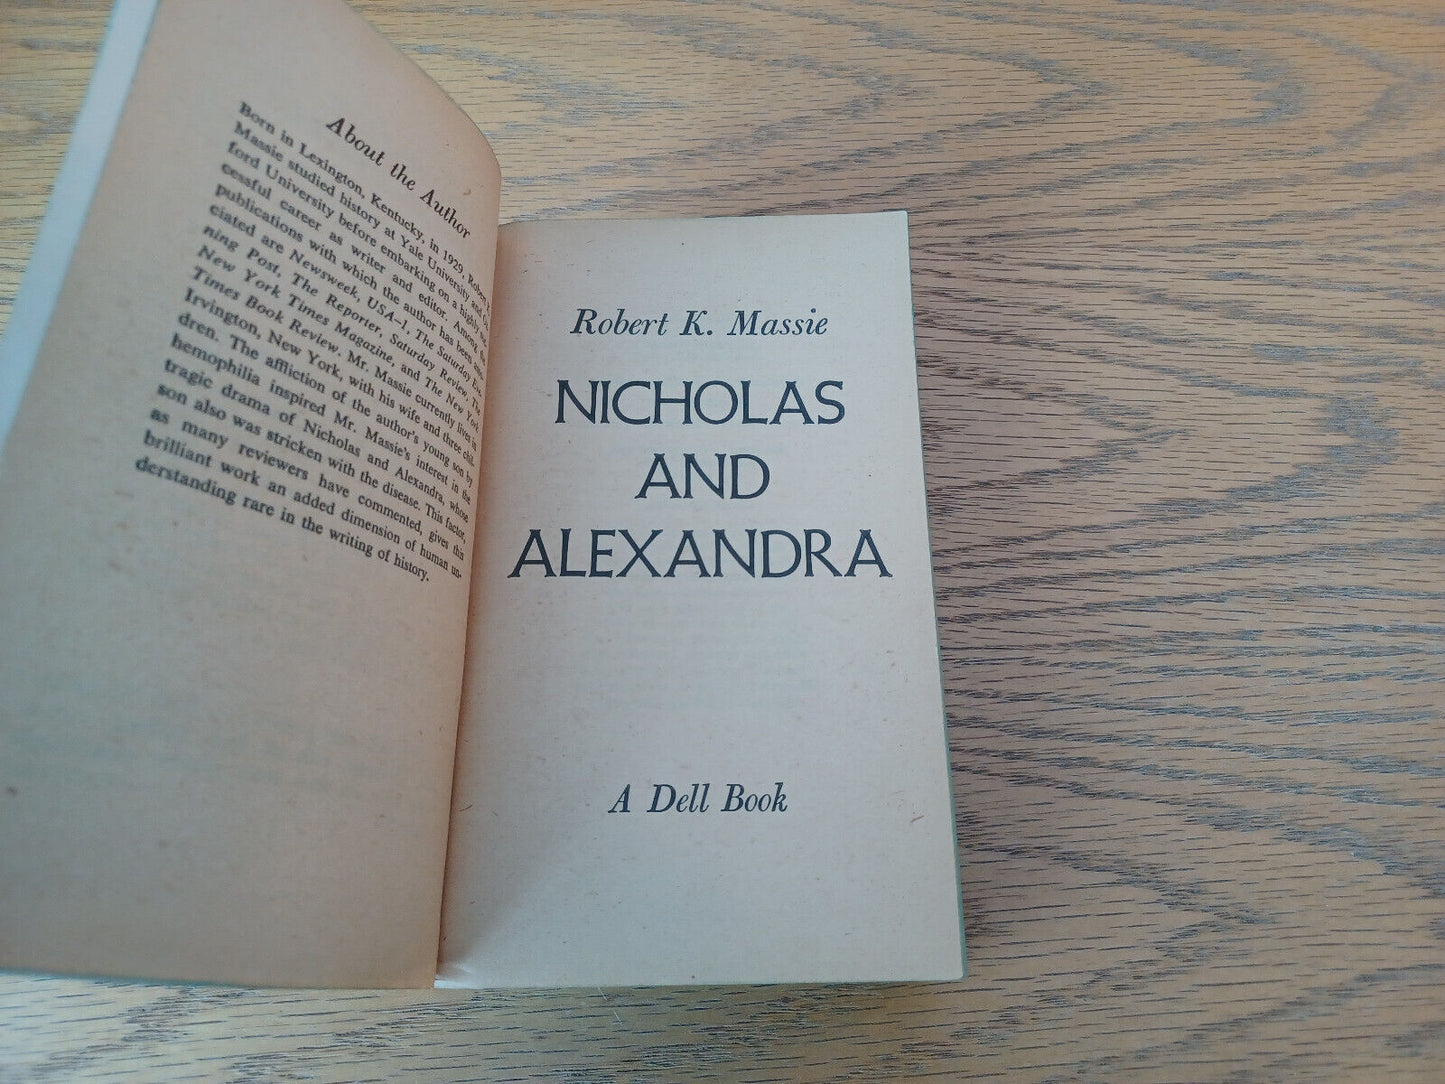 About the Author
Born in Lexington, Kentucky, in 1929, Robert K.
Massie studied history at Yale University and
ford University before embarking on a highly suc-
cessful career as writer and editor. Among the
publications with which the author has been asso-
ciated are Newsweek, USA-1, The Saturday Eve-
ning Post, The Reporter, Saturday Review, The
New York Times Magazine, and The New York
Times Book Review. Mr. Massie currently lives in
Irvington, New York, with his wife and three chil-
dren. The affliction of the author's young son by
hemophilia inspired Mr. Massie's interest in the
tragic drama of Nicholas and Alexandra, whose
son also was stricken with the disease. This factor,
as many reviewers have commented, gives this
brilliant work an added dimension of human un-
derstanding rare in the writing of history.
Robert K. Massie
NICHOLAS
AND
ALEXANDRA
A Dell Book